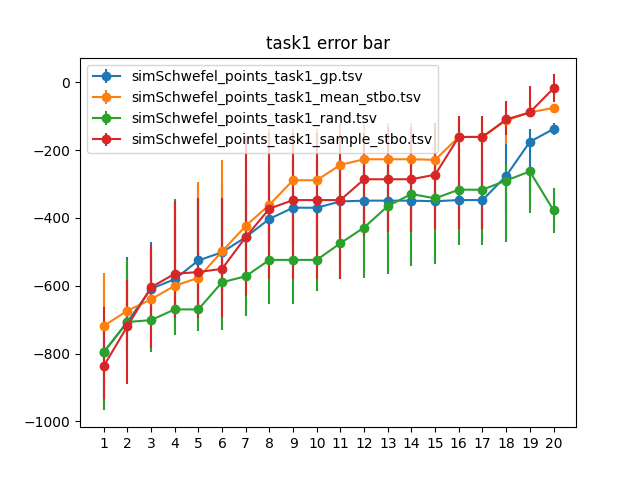 task1 error bar
simSchwefel_points_task1_gp.tsv
simSchwefel_points_task1_mean_stbo.tsv
simSchwefel_points_task1_rand.tsv
simSchwefel_points_task1_sample_stbo.tsv
0
−200
−400
−600
−800
−1000
1 2 3 4 5 6 7 8 9 10 11 12 13 14 15 16 17 18 19 20